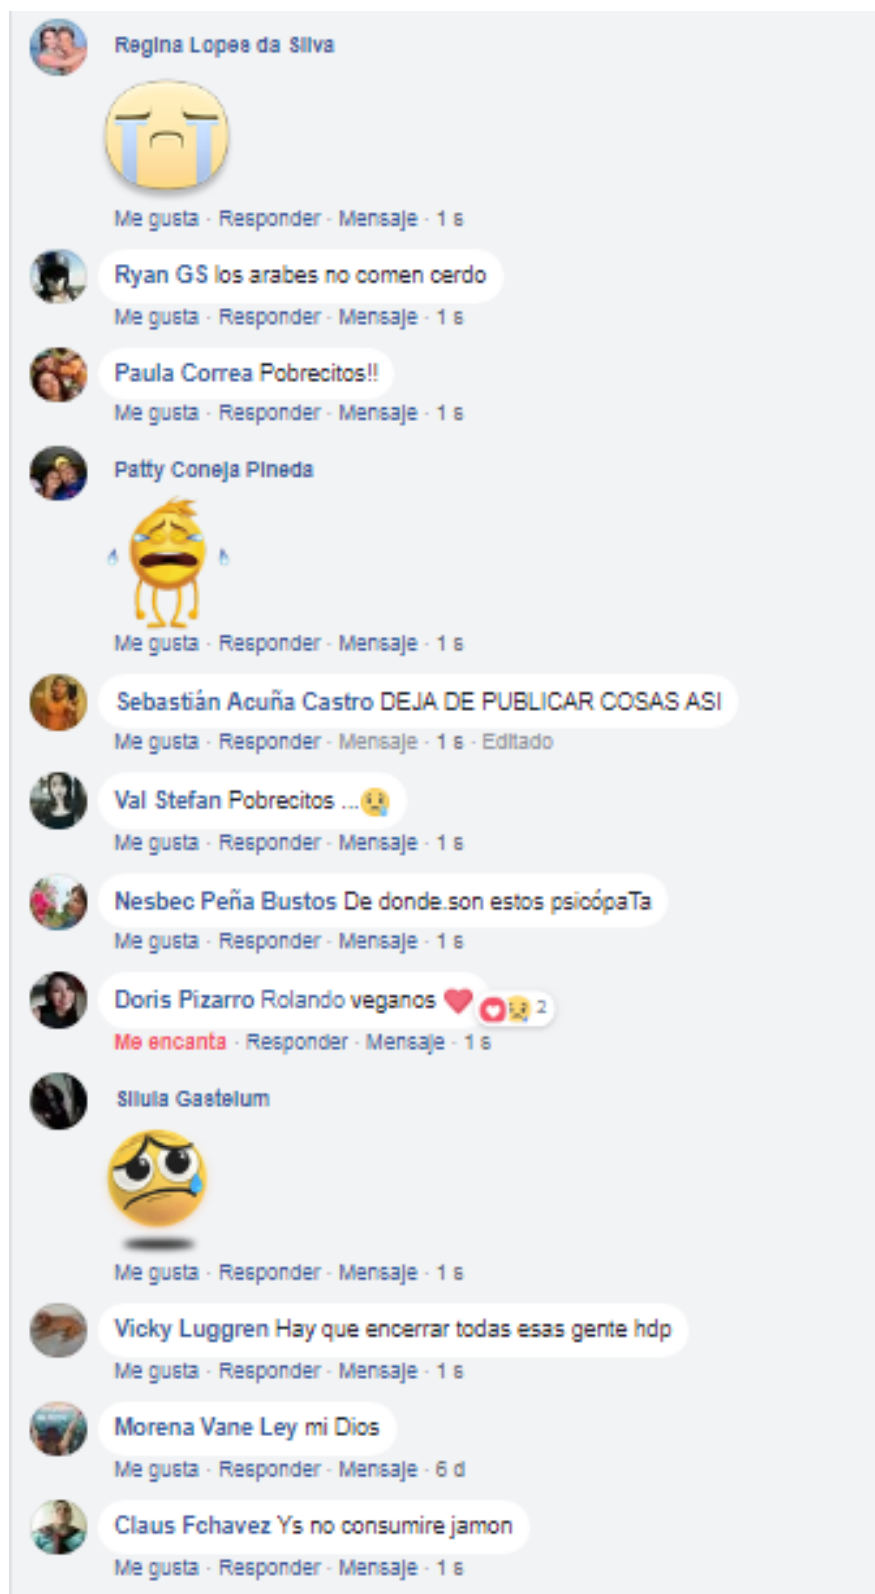 Regina Lopes da Silva
Me gusta · Responder · Mensaje · 1 s
Ryan GS los arabes no comen cerdo
Me gusta · Responder · Mensaje · 1 s
Paula Correa Pobrecitos!!
Me gusta · Responder · Mensaje · 1 s
Patty Coneja Pineda
Me gusta · Responder · Mensaje · 1 s
Sebastián Acuña Castro DEJA DE PUBLICAR COSAS ASI
Me gusta · Responder · Mensaje · 1 s · Editado
Val Stefan Pobrecitos ...😢
Me gusta · Responder · Mensaje · 1 s
Nesbec Peña Bustos De donde.son estos psicópaTa
Me gusta · Responder · Mensaje · 1 s
Doris Pizarro Rolando veganos ❤ 2
Me encanta · Responder · Mensaje · 1 s
Silula Gastelum
Me gusta · Responder · Mensaje · 1 s
Vicky Luggren Hay que encerrar todas esas gente hdp
Me gusta · Responder · Mensaje · 1 s
Morena Vane Ley mi Dios
Me gusta · Responder · Mensaje · 6 d
Claus Fchavez Ys no consumire jamon
Me gusta · Responder · Mensaje · 1 s